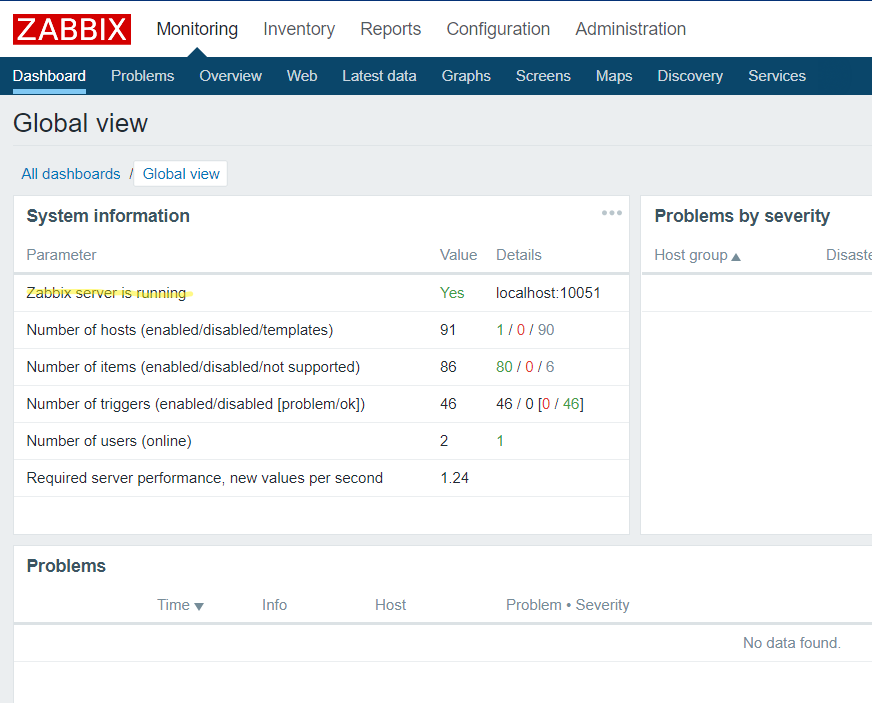 ZABBIX Monitoring Inventory Reports Configuration Administration
Dashboard Problems Overview Web Latest data Graphs Screens Maps Discovery Services
Global view
All dashboards / Global view
System information
Parameter Value Details
Zabbix server is running Yes localhost:10051
Number of hosts (enabled/disabled/templates) 91 1 / 0 / 90
Number of items (enabled/disabled/not supported) 86 80 / 0 / 6
Number of triggers (enabled/disabled [problem/ok]) 46 46 / 0 [0 / 46]
Number of users (online) 2 1
Required server performance, new values per second 1.24
Problems by severity
Host group ▲ Disaste
Problems
Time ▼ Info Host Problem • Severity
No data found.